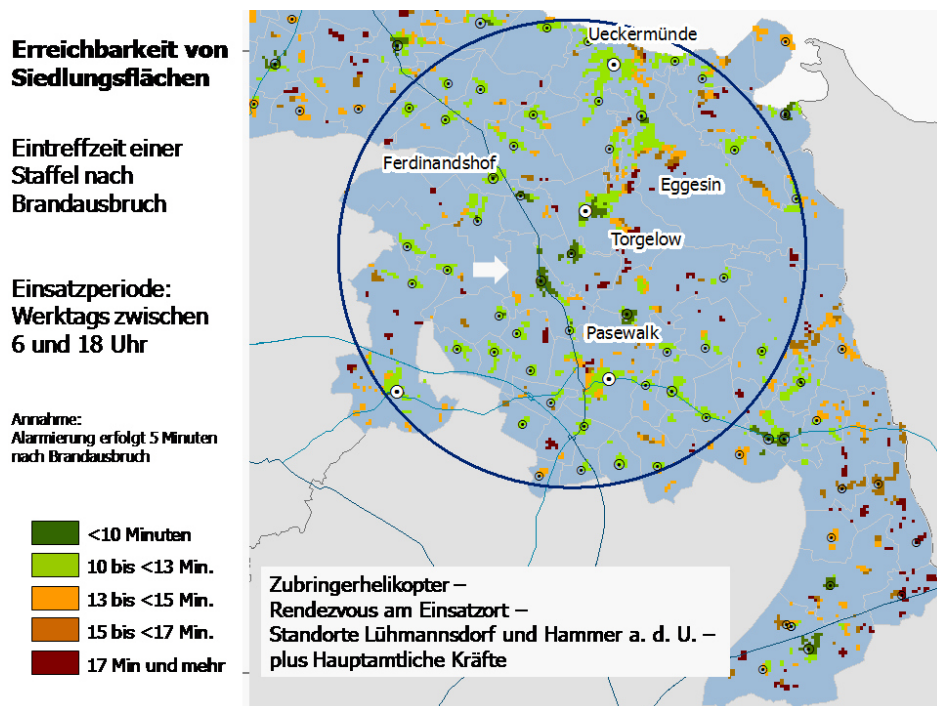 Erreichbarkeit von
Siedlungsflächen
Eintreffzeit einer
Staffel nach
Brandausbruch
Einsatzperiode:
Werktags zwischen
6 und 18 Uhr
Annahme:
Alarmierung erfolgt 5 Minuten
nach Brandausbruch
<10 Minuten
10 bis <13 Min.
13 bis <15 Min.
15 bis <17 Min.
17 Min und mehr
Ueckermünde
Ferdinandshof
Eggesin
Torgelow
Pasewalk
Zubringerhelikopter –
Rendezvous am Einsatzort –
Standorte Lühmannsdorf und Hammer a. d. U. –
plus Hauptamtliche Kräfte